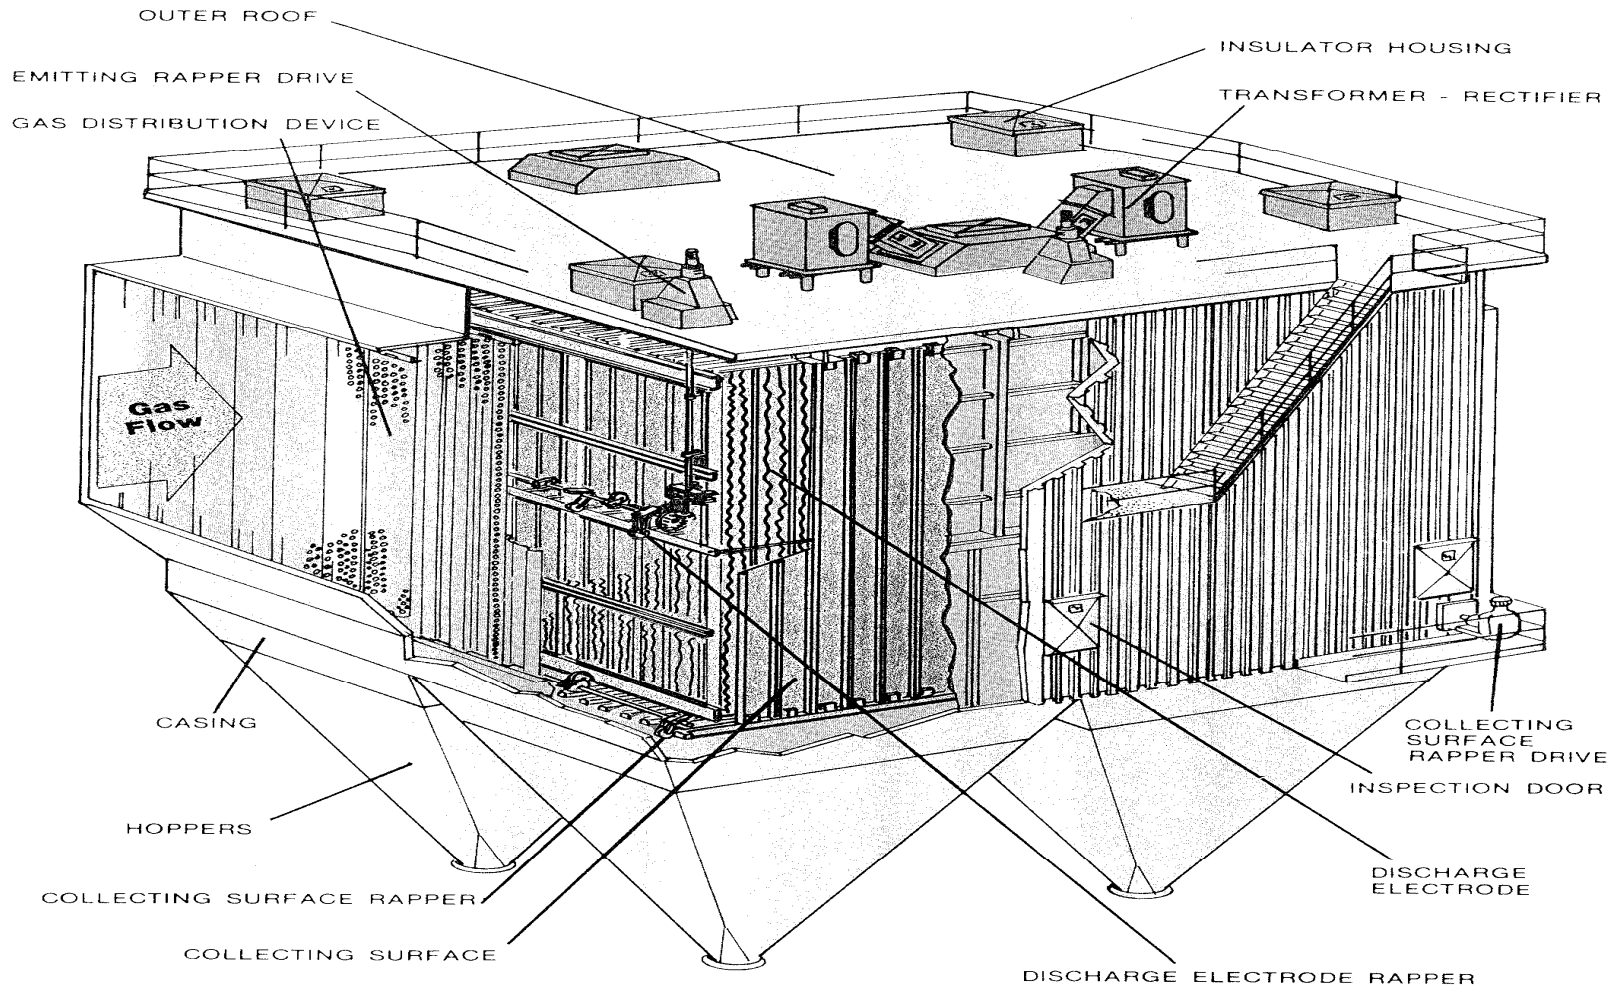 OUTER ROOF
INSULATOR HOUSING
EMITTING RAPPER DRIVE
TRANSFORMER - RECTIFIER
GAS DISTRIBUTION DEVICE
Gas
Flow
CASING
COLLECTING
SURFACE
RAPPER DRIVE
INSPECTION DOOR
HOPPERS
DISCHARGE
ELECTRODE
COLLECTING SURFACE RAPPER
COLLECTING SURFACE
DISCHARGE ELECTRODE RAPPER